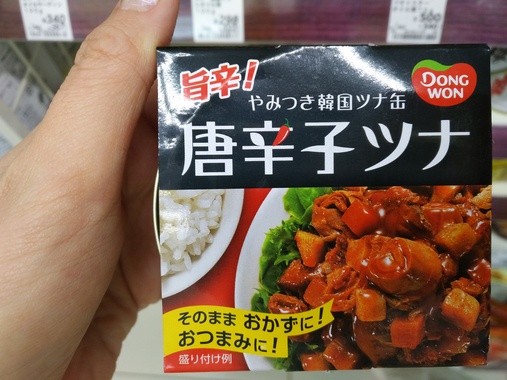 旨辛!
DONG
WON
やみつき韓国ツナ缶
唐辛子ツナ
そのまま おかずに!
おつまみに!
盛り付け例